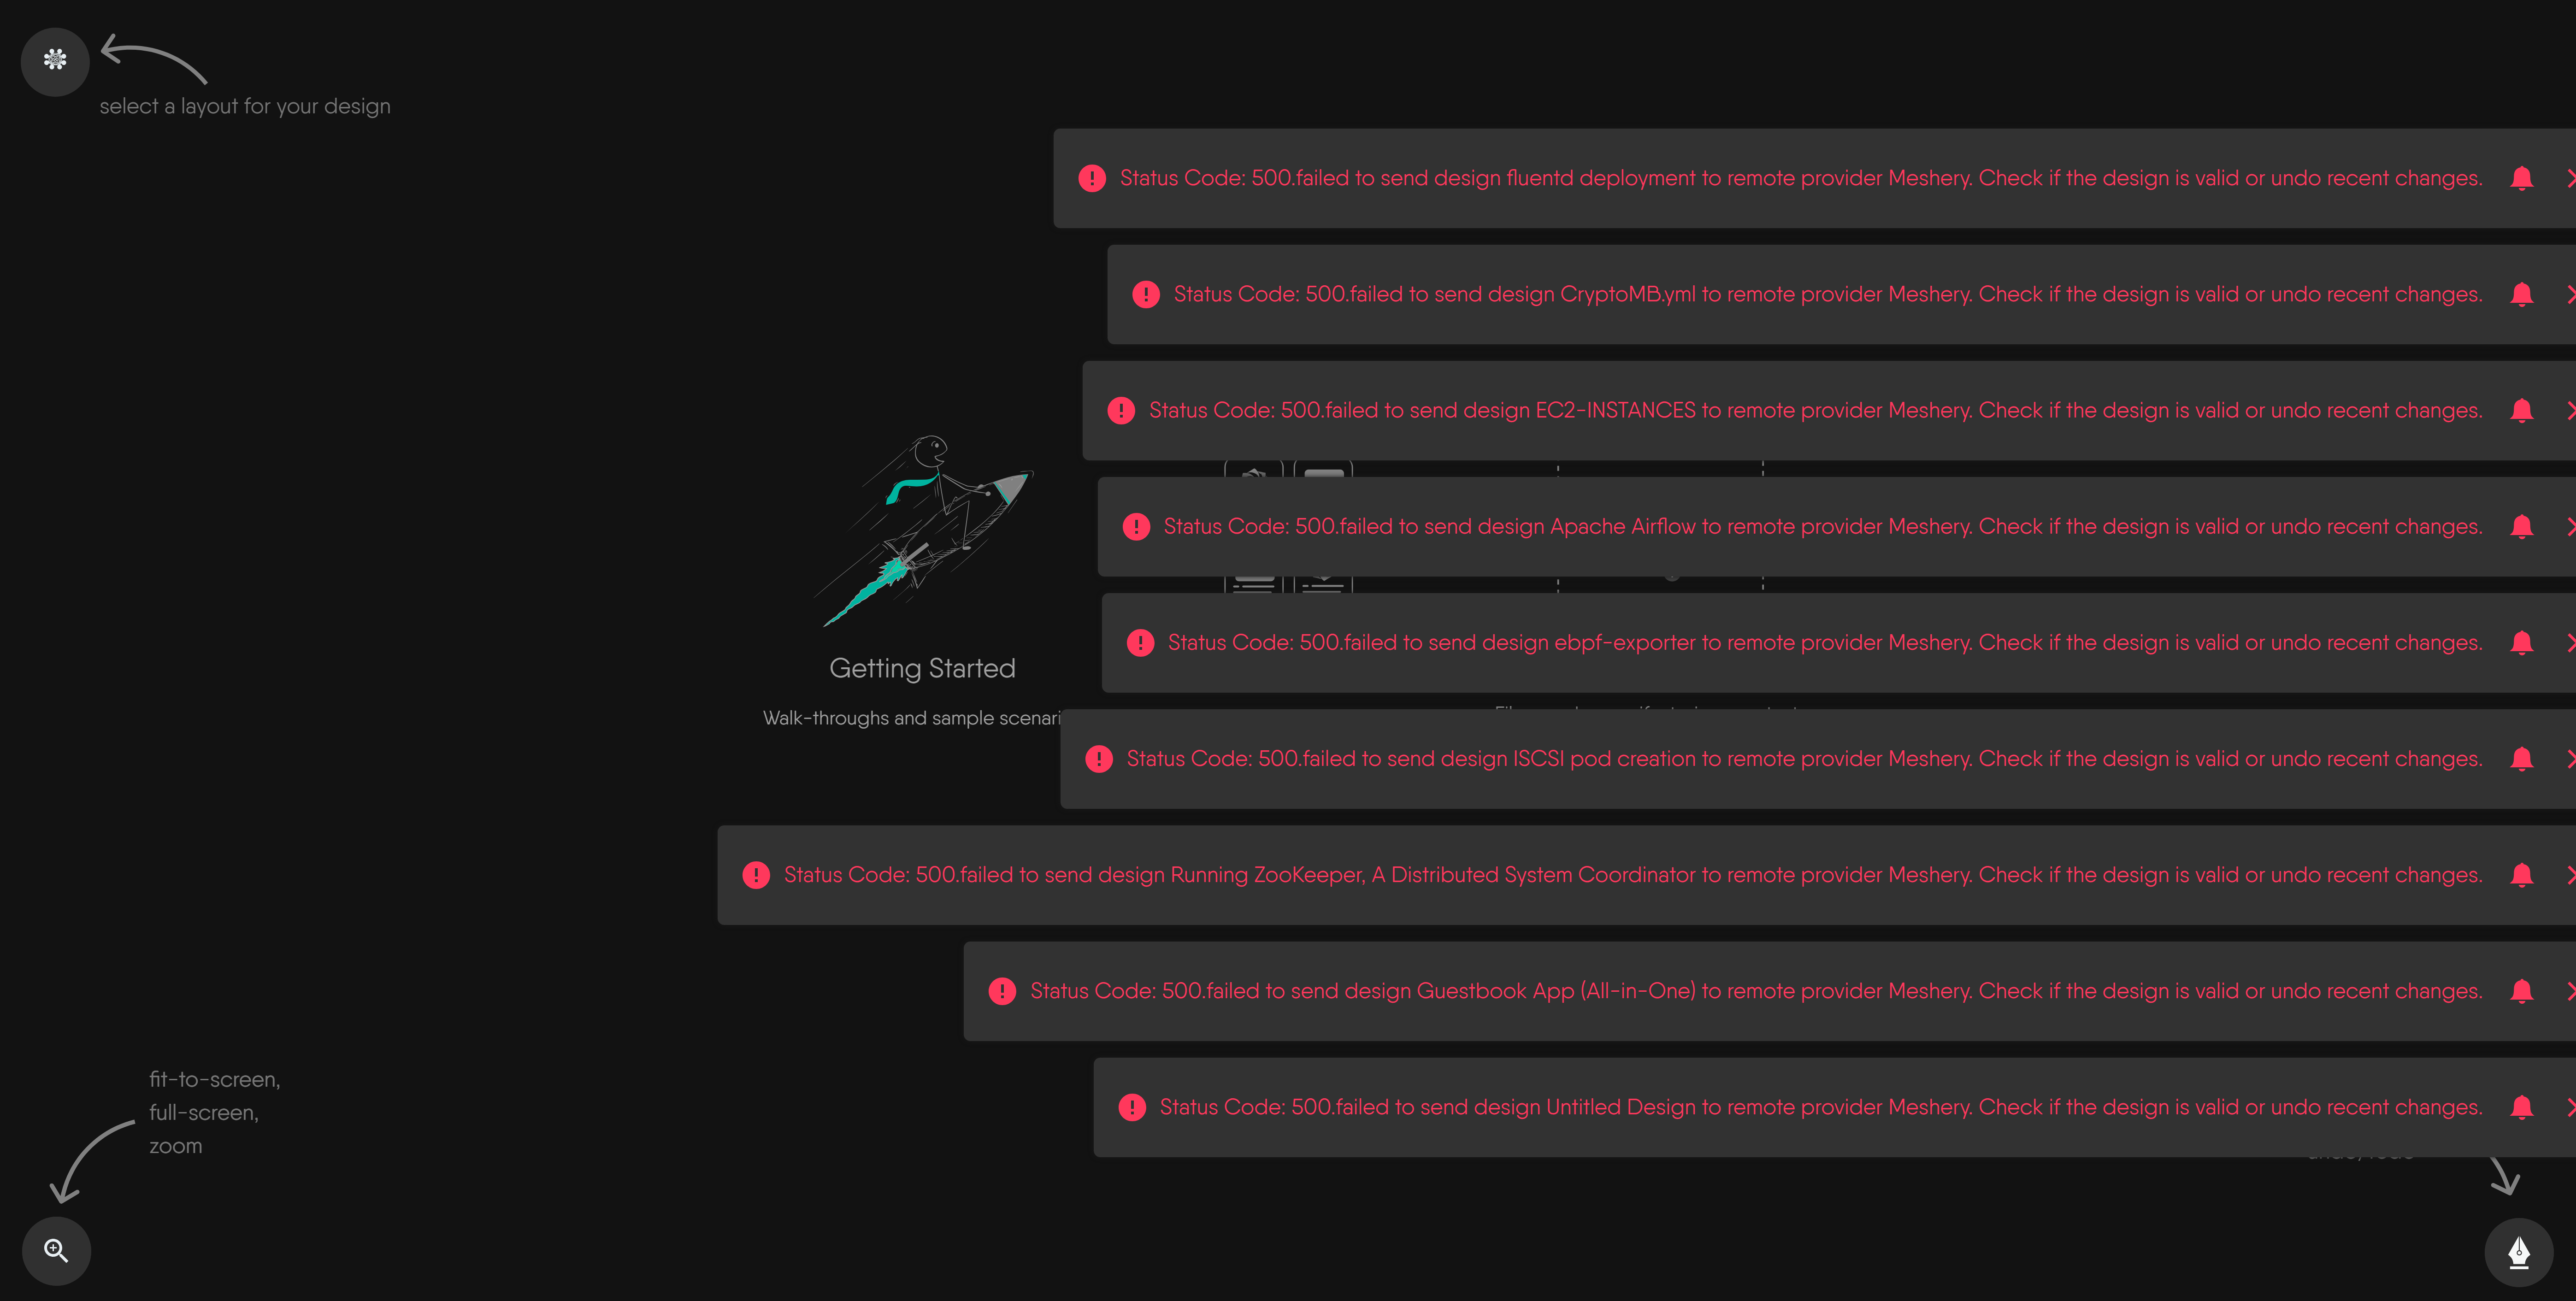 select a layout for your design
Status Code: 500.failed to send design fluentd deployment to remote provider Meshery. Check if the design is valid or undo recent changes.
Status Code: 500.failed to send design CryptoMB.yml to remote provider Meshery. Check if the design is valid or undo recent changes.
Status Code: 500.failed to send design EC2-INSTANCES to remote provider Meshery. Check if the design is valid or undo recent changes.
Status Code: 500.failed to send design Apache Airflow to remote provider Meshery. Check if the design is valid or undo recent changes.
Status Code: 500.failed to send design ebpf-exporter to remote provider Meshery. Check if the design is valid or undo recent changes.
Getting Started
Walk-throughs and sample scenari
Status Code: 500.failed to send design ISCSI pod creation to remote provider Meshery. Check if the design is valid or undo recent changes.
Status Code: 500.failed to send design Running ZooKeeper, A Distributed System Coordinator to remote provider Meshery. Check if the design is valid or undo recent changes.
Status Code: 500.failed to send design Guestbook App (All-in-One) to remote provider Meshery. Check if the design is valid or undo recent changes.
Status Code: 500.failed to send design Untitled Design to remote provider Meshery. Check if the design is valid or undo recent changes.
fit-to-screen,
full-screen,
zoom